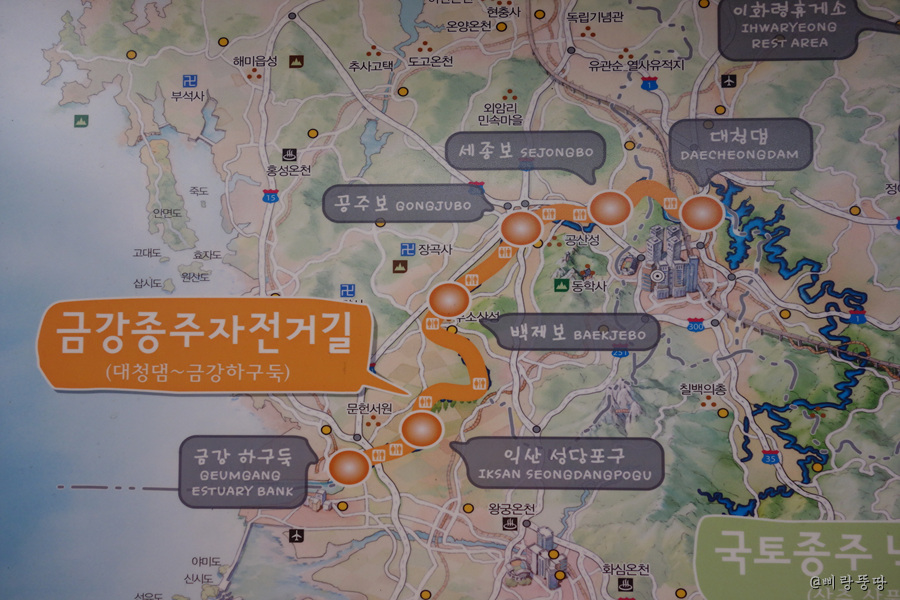 현충사
온양온천
독립기념관
이화령휴게소
IHWARYEONG
REST AREA
해미읍성
추사고택
도고온천
유관순 열사유적지
1
부석사
외암리
민속마을
세종보 SEJONGBO
대청댐
DAECHEONGDAM
홍성온천
15
죽도
안면도
공주보 GONGJUBO
고대도
효자도
장곡사
공산성
삽시도
원산도
동학사
금강종주자전거길
(대청댐~금강하구둑)
백제보 BAEKJEBO
300
251
1
칠백의총
문헌서원
금강 하구둑
GEUMGANG
ESTUARY BANK
익산 성당포구
IKSAN SEONGDANGPOGU
35
왕궁온천
국토종주
야미도
신시도
화심온천
@삐랑뚱땅